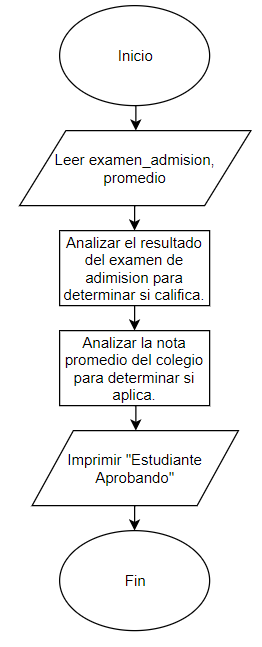 Inicio
Leer examen_admision,
promedio
Analizar el resultado
del examen de
adimision para
determinar si califica.
Analizar la nota
promedio del colegio
para determinar si
aplica.
Imprimir "Estudiante
Aprobando"
Fin